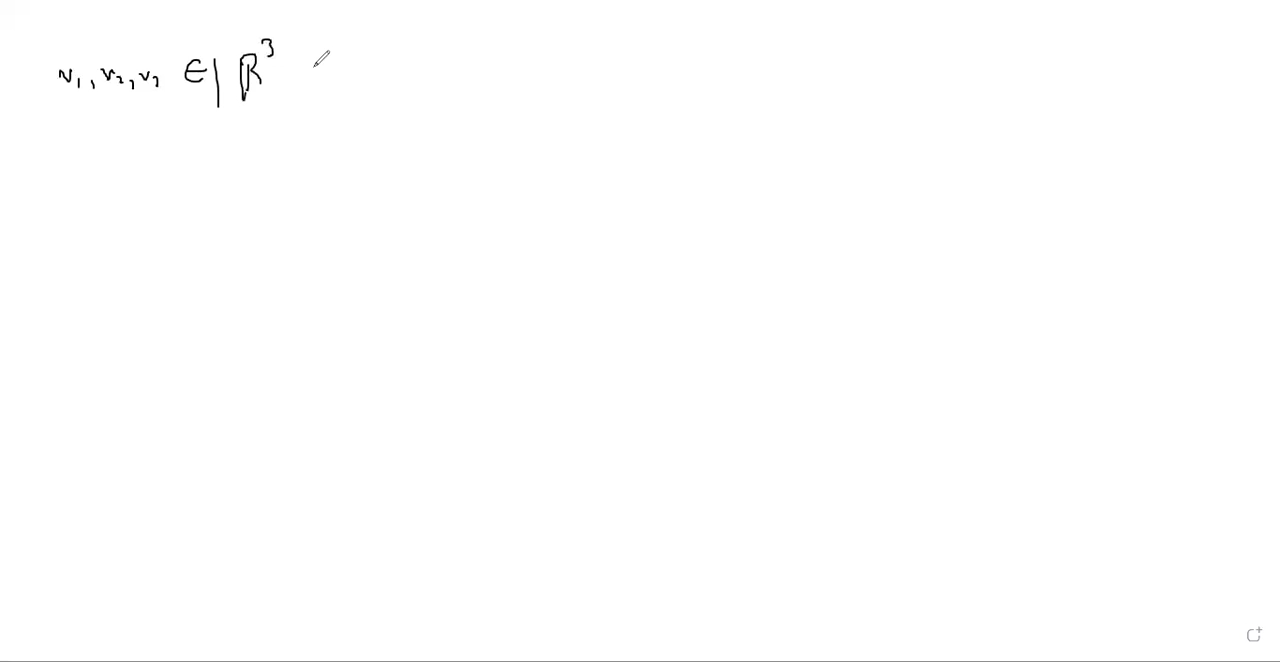 v₁, v₂, v₃ ∈ | ℝ³